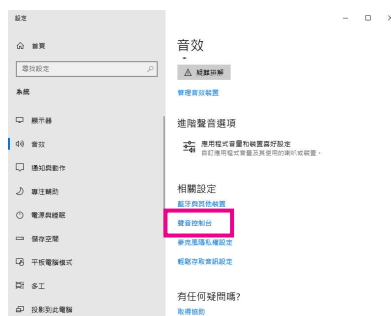 設定
首頁
尋找設定
系統
顯示器
音效
通知與動作
專注輔助
電源與睡眠
儲存空間
平板電腦模式
多工
投影到此電腦
音效
疑難排解
管理音效裝置
進階聲音選項
應用程式音量和裝置喜好設定
自訂應用程式音量及其使用的喇叭或裝置。
相關設定
藍牙與其他裝置
聲音控制台
麥克風隱私權設定
輕鬆存取音訊設定
有任何疑問嗎?
取得協助